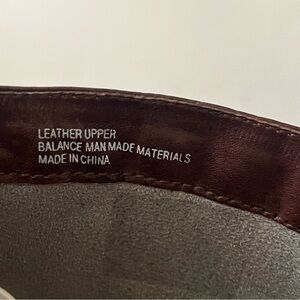 LEATHER UPPER
BALANCE MAN MADE MATERIALS
MADE IN CHINA